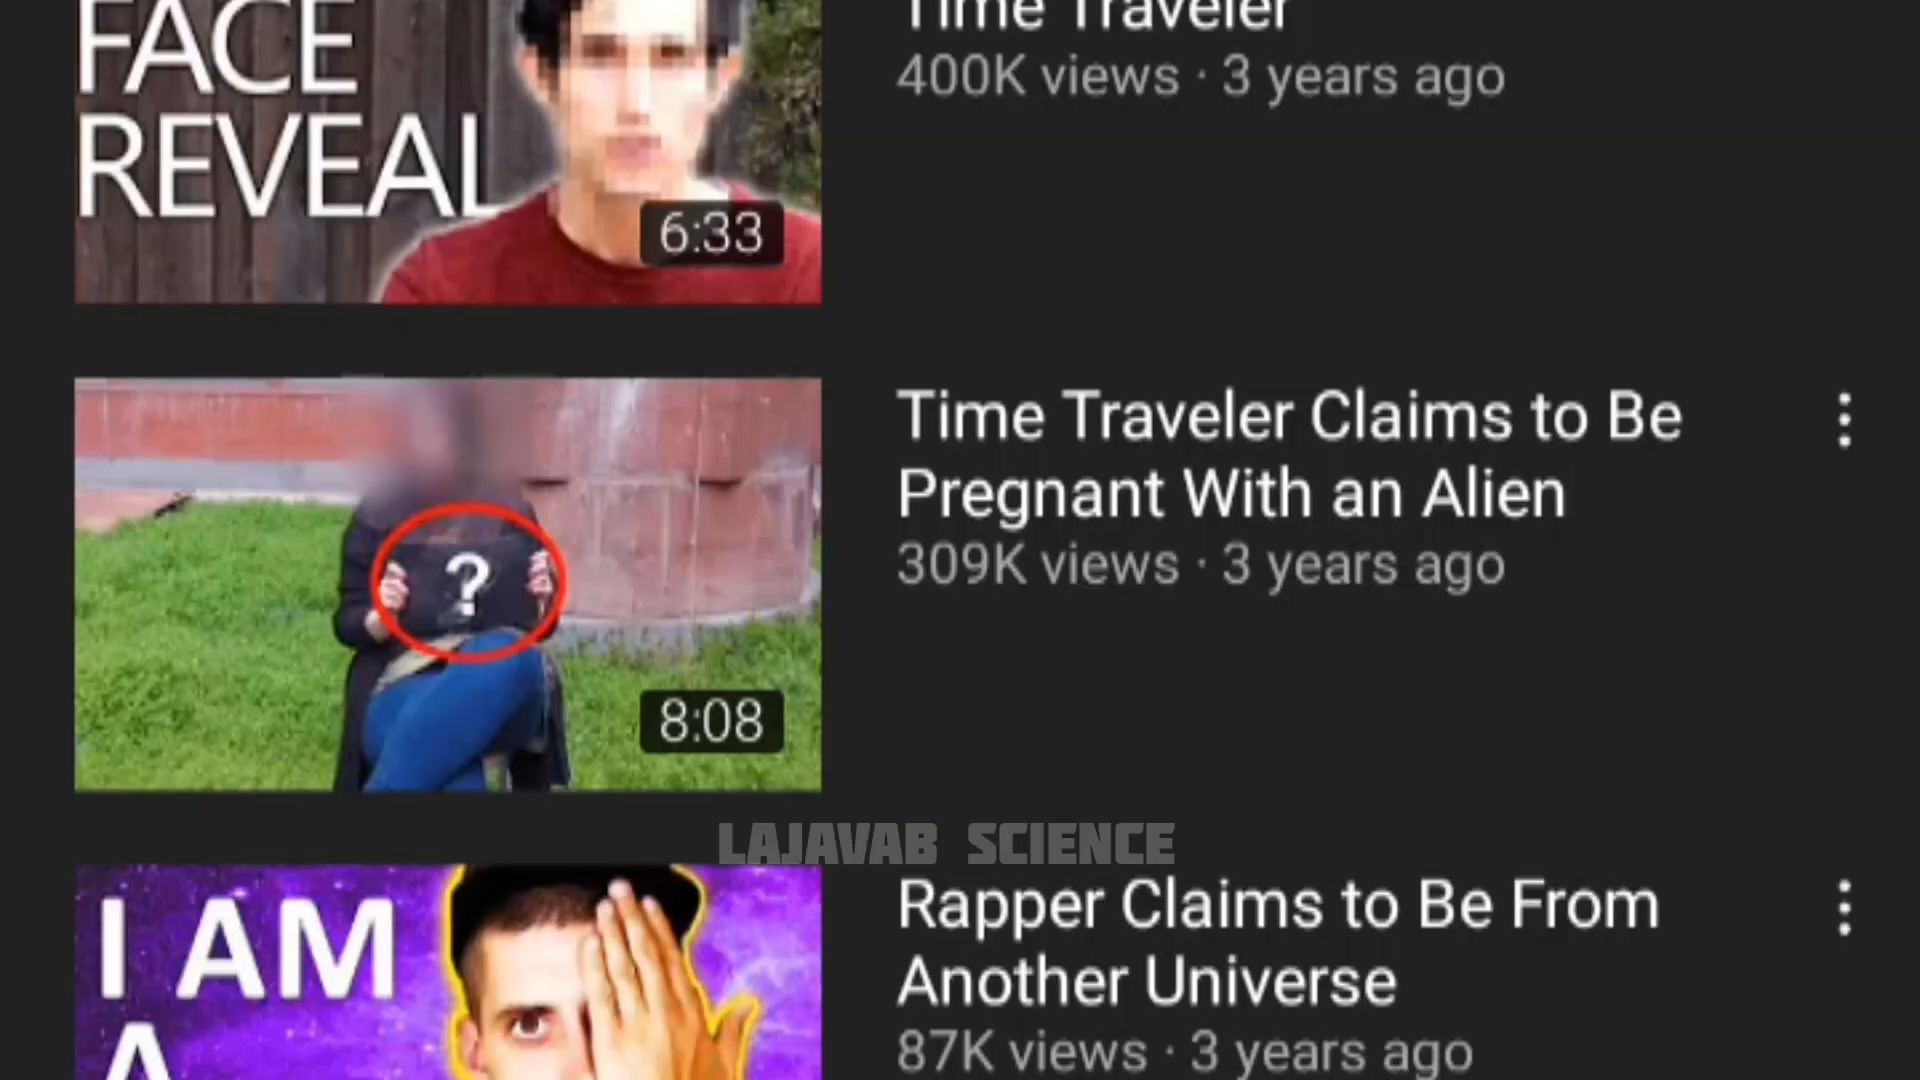 FACE
REVEAL
6:33
Time Traveler
400K views · 3 years ago
?
8:08
Time Traveler Claims to Be
Pregnant With an Alien
309K views · 3 years ago
LAJAVAB SCIENCE
I AM
A
Rapper Claims to Be From
Another Universe
87K views · 3 years ago